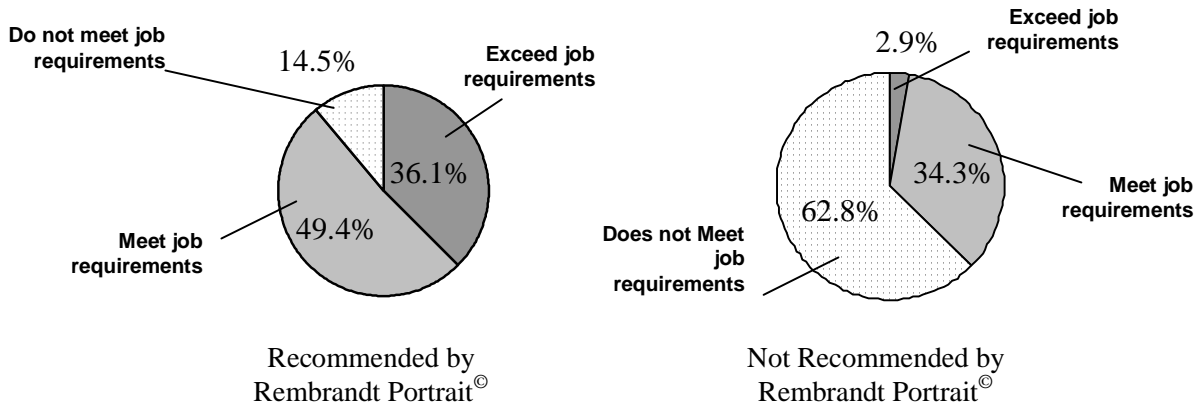 Do not meet job
requirements
14.5%
Exceed job
requirements
36.1%
49.4%
Meet job
requirements
Recommended by
Rembrandt Portrait©
Exceed job
requirements
2.9%
34.3%
Meet job
requirements
62.8%
Does not Meet
job
requirements
Not Recommended by
Rembrandt Portrait©